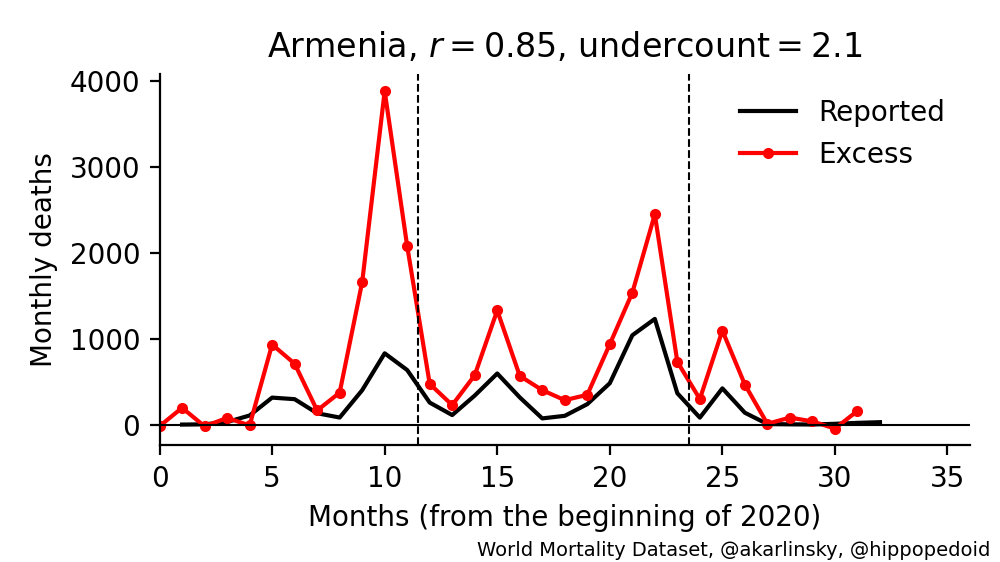 Armenia, r = 0.85, undercount = 2.1
4000
3000
2000
1000
0
Monthly deaths
Reported
Excess
0 5 10 15 20 25 30 35
Months (from the beginning of 2020)
World Mortality Dataset, @akarlinsky, @hippopedoid